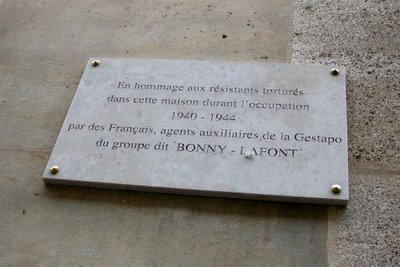 En hommage aux résistants torturés
dans cette maison durant l'occupation
1940 - 1944
par des Français, agents auxiliaires de la Gestapo
du groupe dit "BONNY - LAFONT"